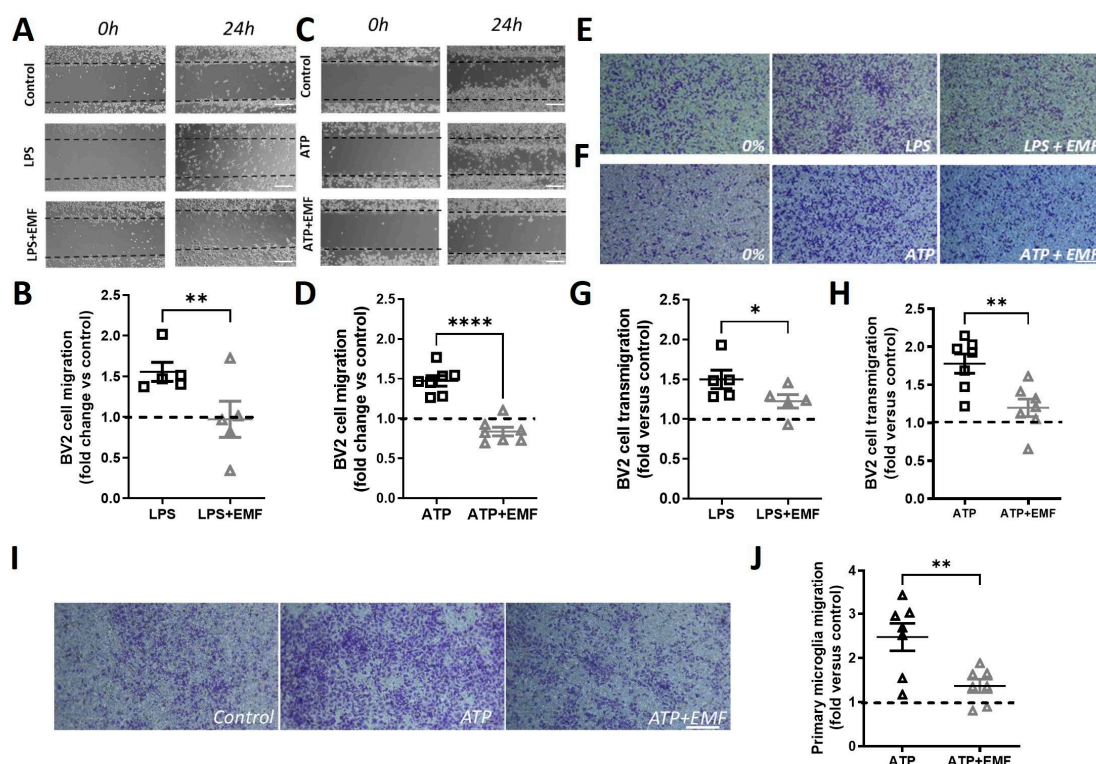 A
0h
24h
Control
LPS
LPS+EMF
C
0h
24h
Control
ATP
ATP+EMF
E
0%
LPS
LPS + EMF
F
0%
ATP
ATP + EMF
B
BV2 cell migration
(fold change vs control)
2.5
2.0
1.5
1.0
0.5
0.0
**
LPS
LPS+EMF
D
BV2 cell migration
(fold change vs control)
2.5
2.0
1.5
1.0
0.5
0.0
****
ATP
ATP+EMF
G
BV2 cell transmigration
(fold versus control)
2.5
2.0
1.5
1.0
0.5
0.0
*
LPS
LPS+EMF
H
BV2 cell transmigration
(fold versus control)
2.5
2.0
1.5
1.0
0.5
0.0
**
ATP
ATP+EMF
I
Control
ATP
ATP+EMF
J
Primary microglia migration
(fold versus control)
4
3
2
1
0
**
ATP
ATP+EMF